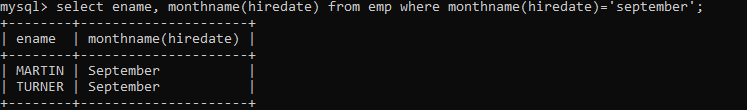 mysql> select ename, monthname(hiredate) from emp where monthname(hiredate)='september';
+--------+---------------------+
| ename  | monthname(hiredate) |
+--------+---------------------+
| MARTIN | September           |
| TURNER | September           |
+--------+---------------------+